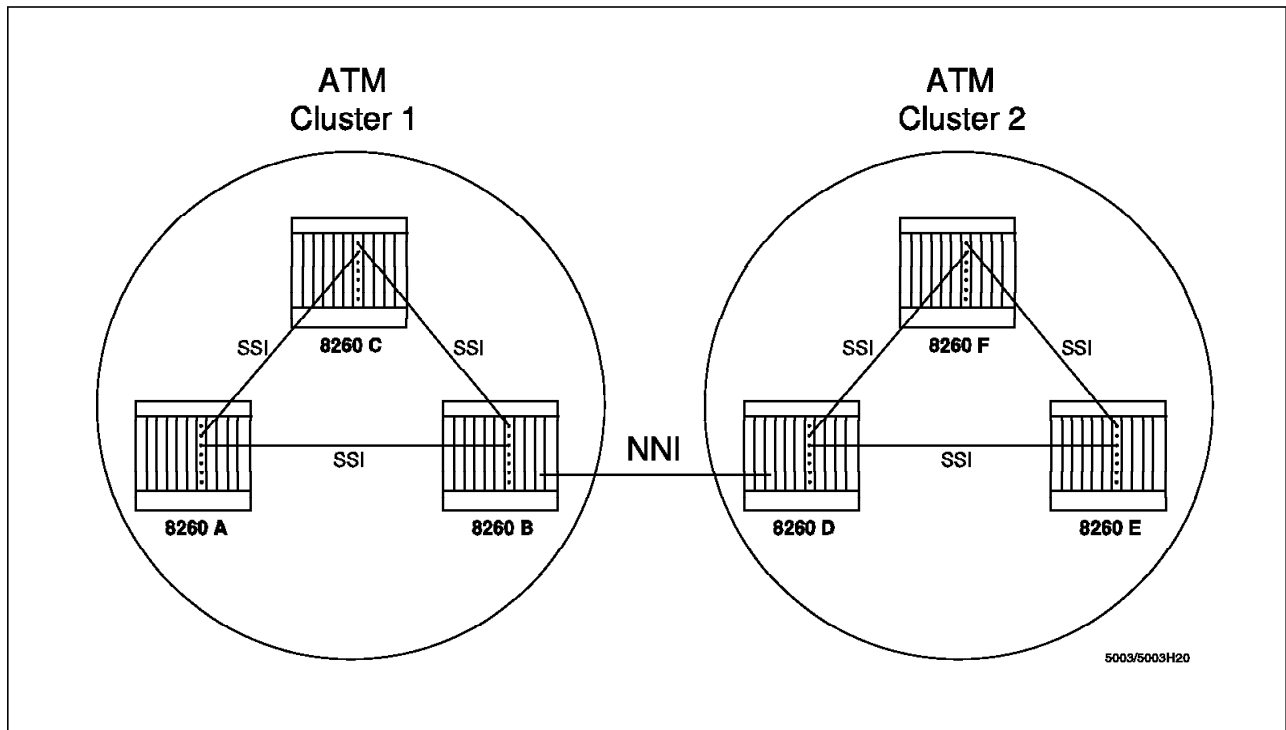 ATM
Cluster 1
ATM
Cluster 2
8260 C
8260 F
SSI
SSI
SSI
SSI
NNI
SSI
SSI
8260 A
8260 B
8260 D
8260 E
5003/5003H20